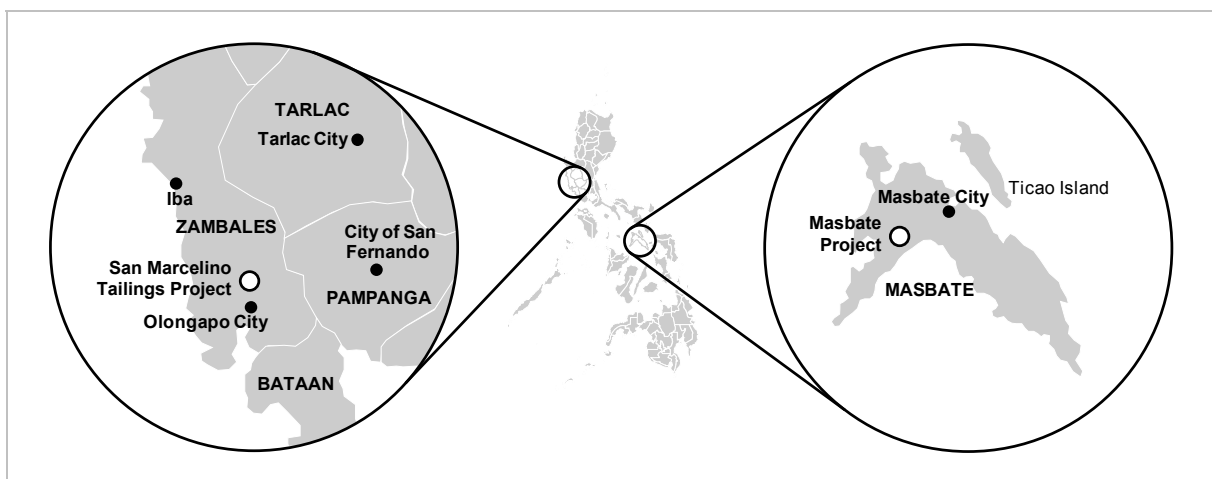 TARLAC
Tarlac City
Iba
ZAMBALES
City of San
Fernando
San Marcelino
Tailings Project
PAMPANGA
Olongapo City
BATAAN
Ticao Island
Masbate City
Masbate
Project
MASBATE